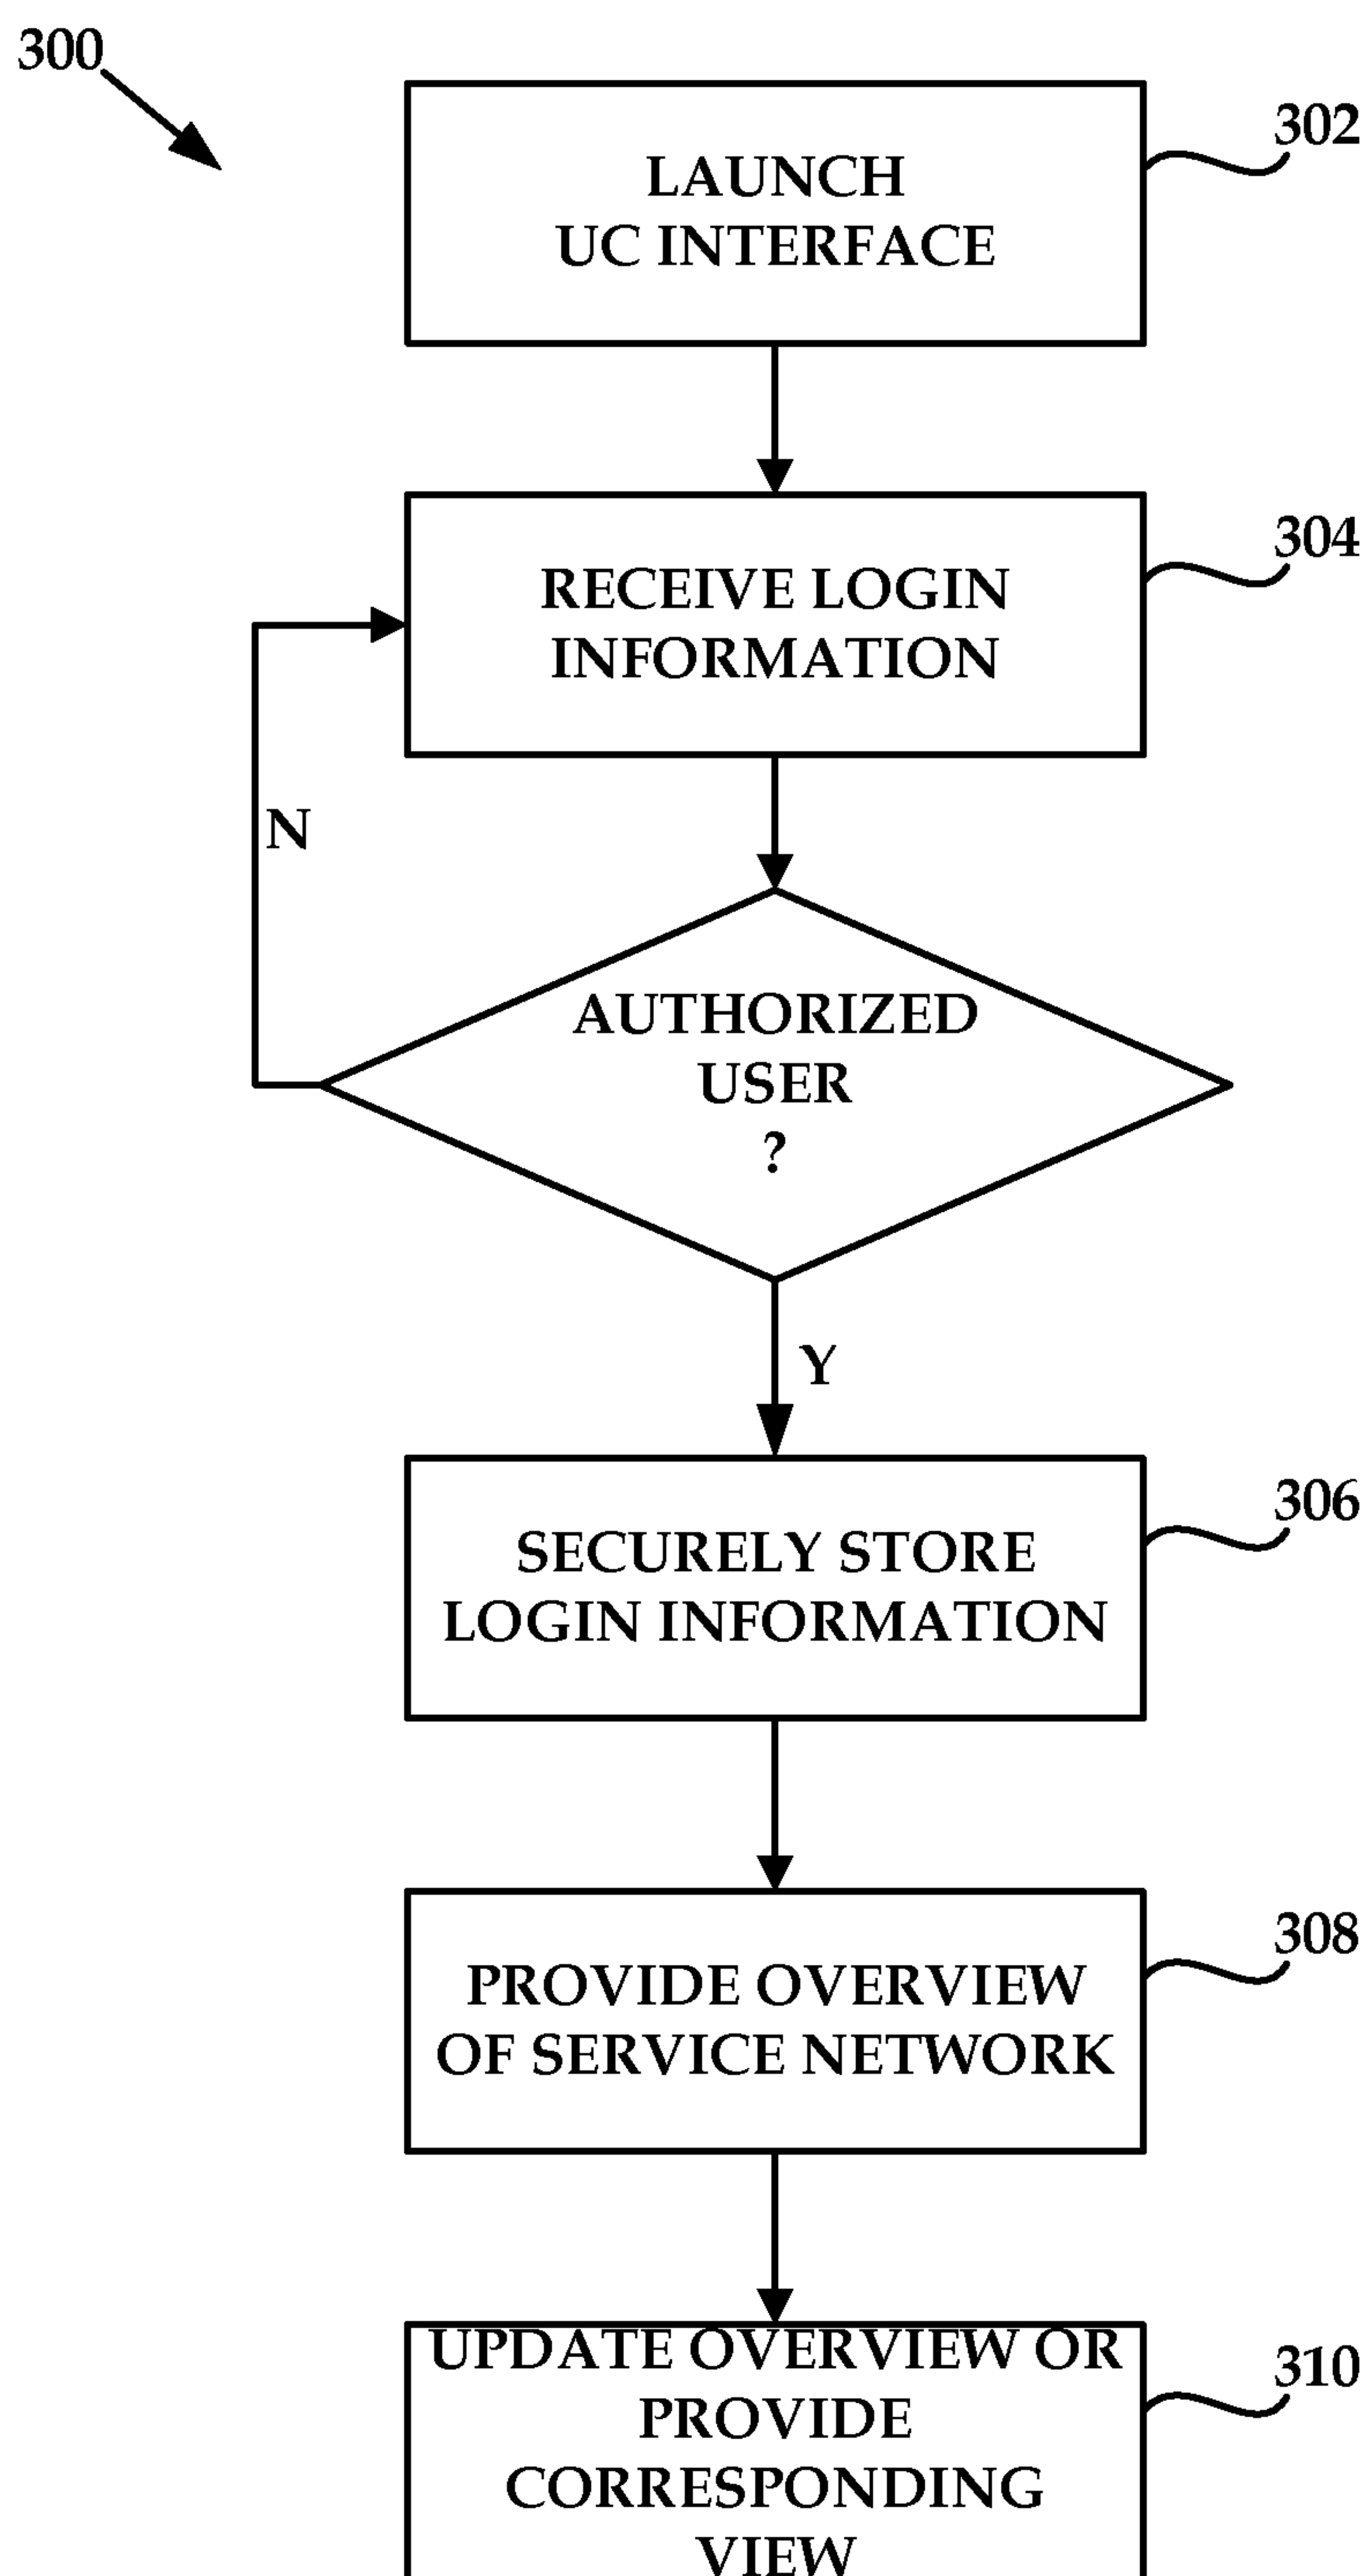 300
LAUNCH
UC INTERFACE
302
RECEIVE LOGIN
INFORMATION
304
N
AUTHORIZED
USER
?
Y
SECURELY STORE
LOGIN INFORMATION
306
PROVIDE OVERVIEW
OF SERVICE NETWORK
308
UPDATE OVERVIEW OR
PROVIDE
CORRESPONDING
VIEW
310